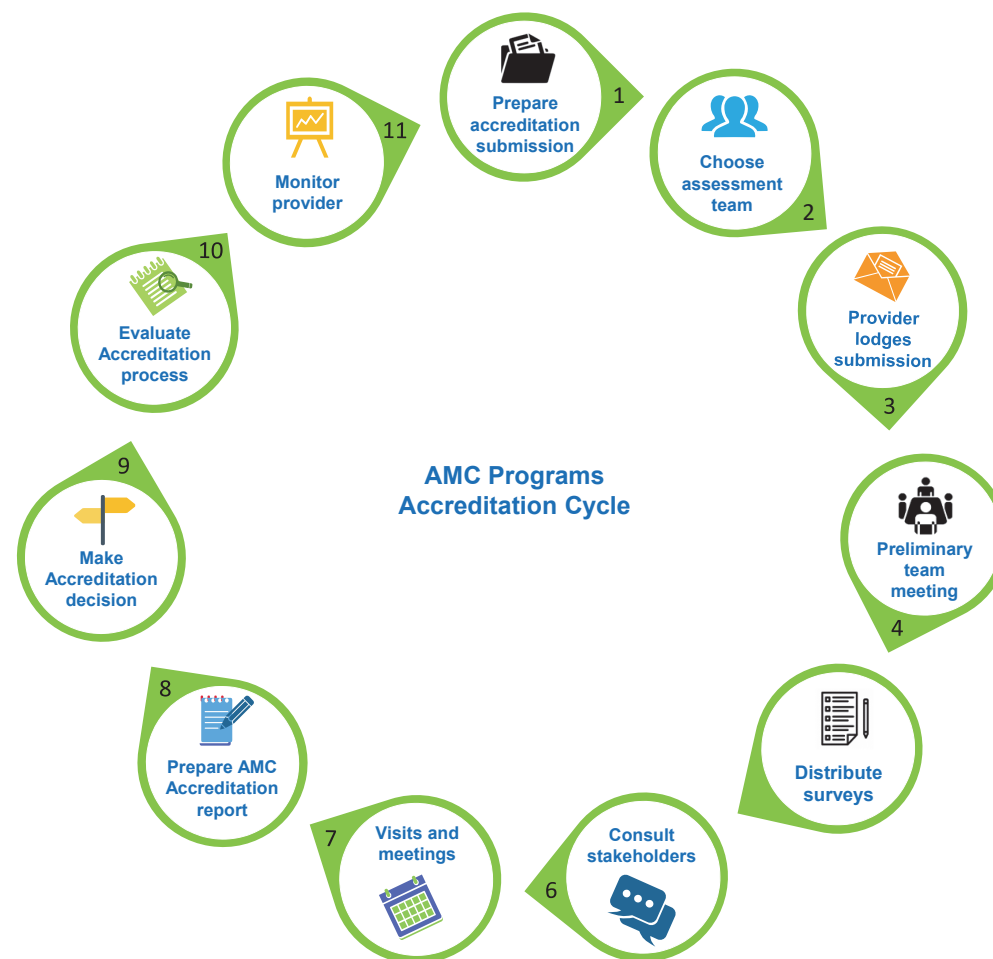 1
Prepare
accreditation
submission
2
Choose
assessment
team
3
Provider
lodges
submission
4
Preliminary
team
meeting
Distribute
surveys
6
Consult
stakeholders
7
Visits and
meetings
8
Prepare AMC
Accreditation
report
9
Make
Accreditation
decision
10
Evaluate
Accreditation
process
11
Monitor
provider
AMC Programs
Accreditation Cycle